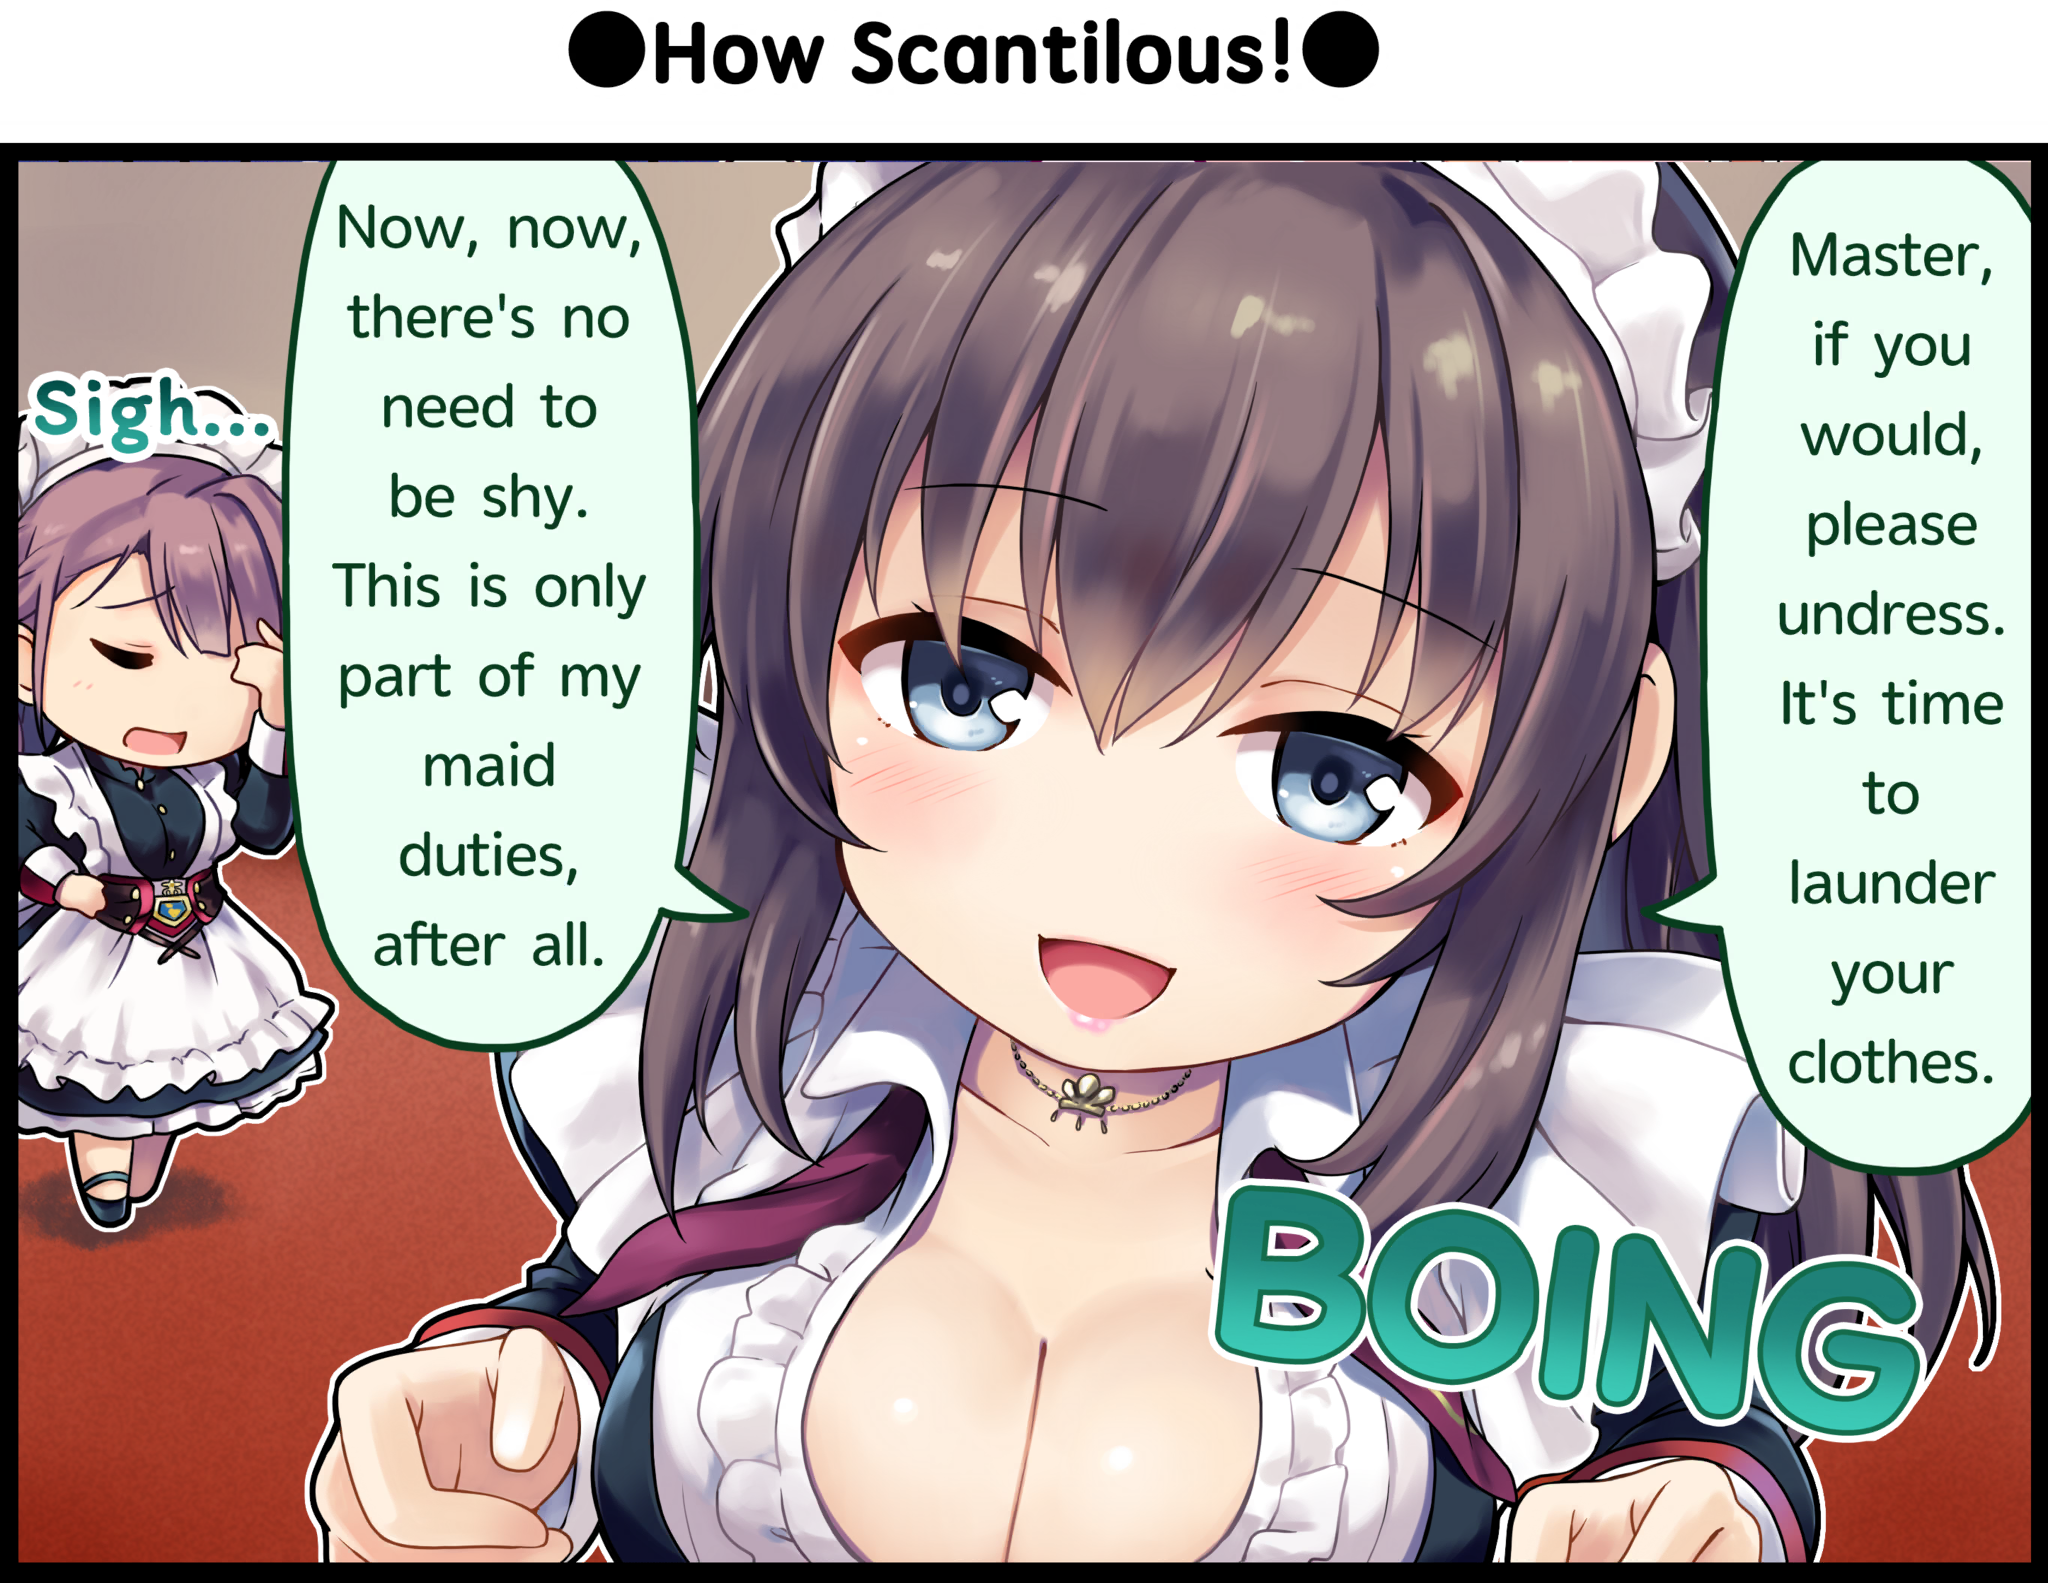 ●How Scantilous!●
Master,
if you
would,
please
undress.
It's time
to
launder
your
clothes.
Now, now,
there's no
need to
be shy.
This is only
part of my
maid
duties,
after all.
Sigh...
BOING